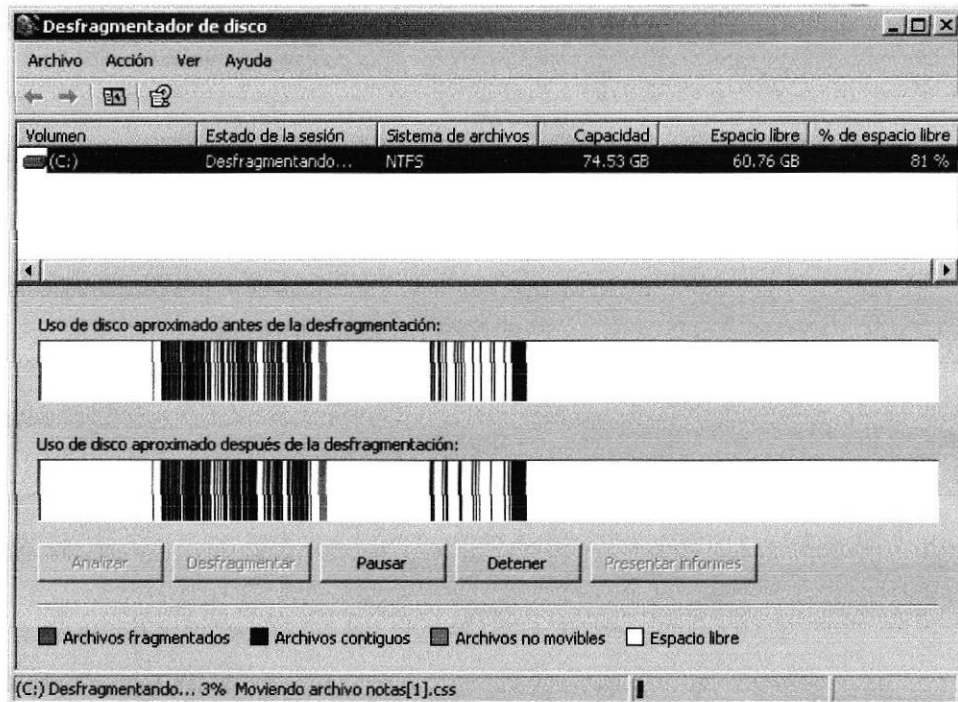 Desfragmentador de disco
Archivo Acción Ver Ayuda
Volumen Estado de la sesión Sistema de archivos Capacidad Espacio libre % de espacio libre
(C:) Desfragmentando... NTFS 74.53 GB 60.76 GB 81 %
Uso de disco aproximado antes de la desfragmentación:
Uso de disco aproximado después de la desfragmentación:
Analizar Desfragmentar Pausar Detener Presentar informes
Archivos fragmentados Archivos contiguos Archivos no movibles Espacio libre
(C:) Desfragmentando... 3% Moviendo archivo notas[1].css